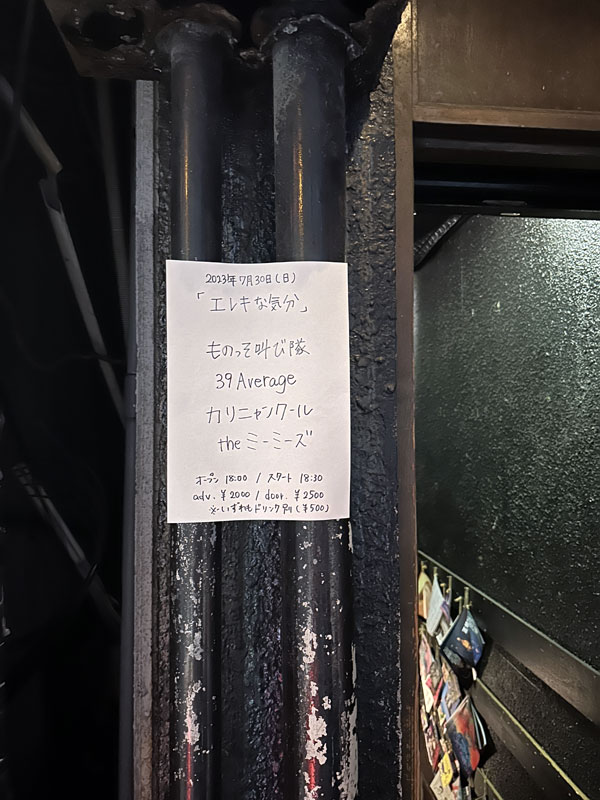 2023年7月30日(日)
「エレキな気分」
ものっそ叫び隊
39 Average
カリニャンクール
the ミーミーズ
オープン 18:00 / スタート 18:30
adv. ¥2000 / door. ¥2500
※いずれもドリンク別(¥500)